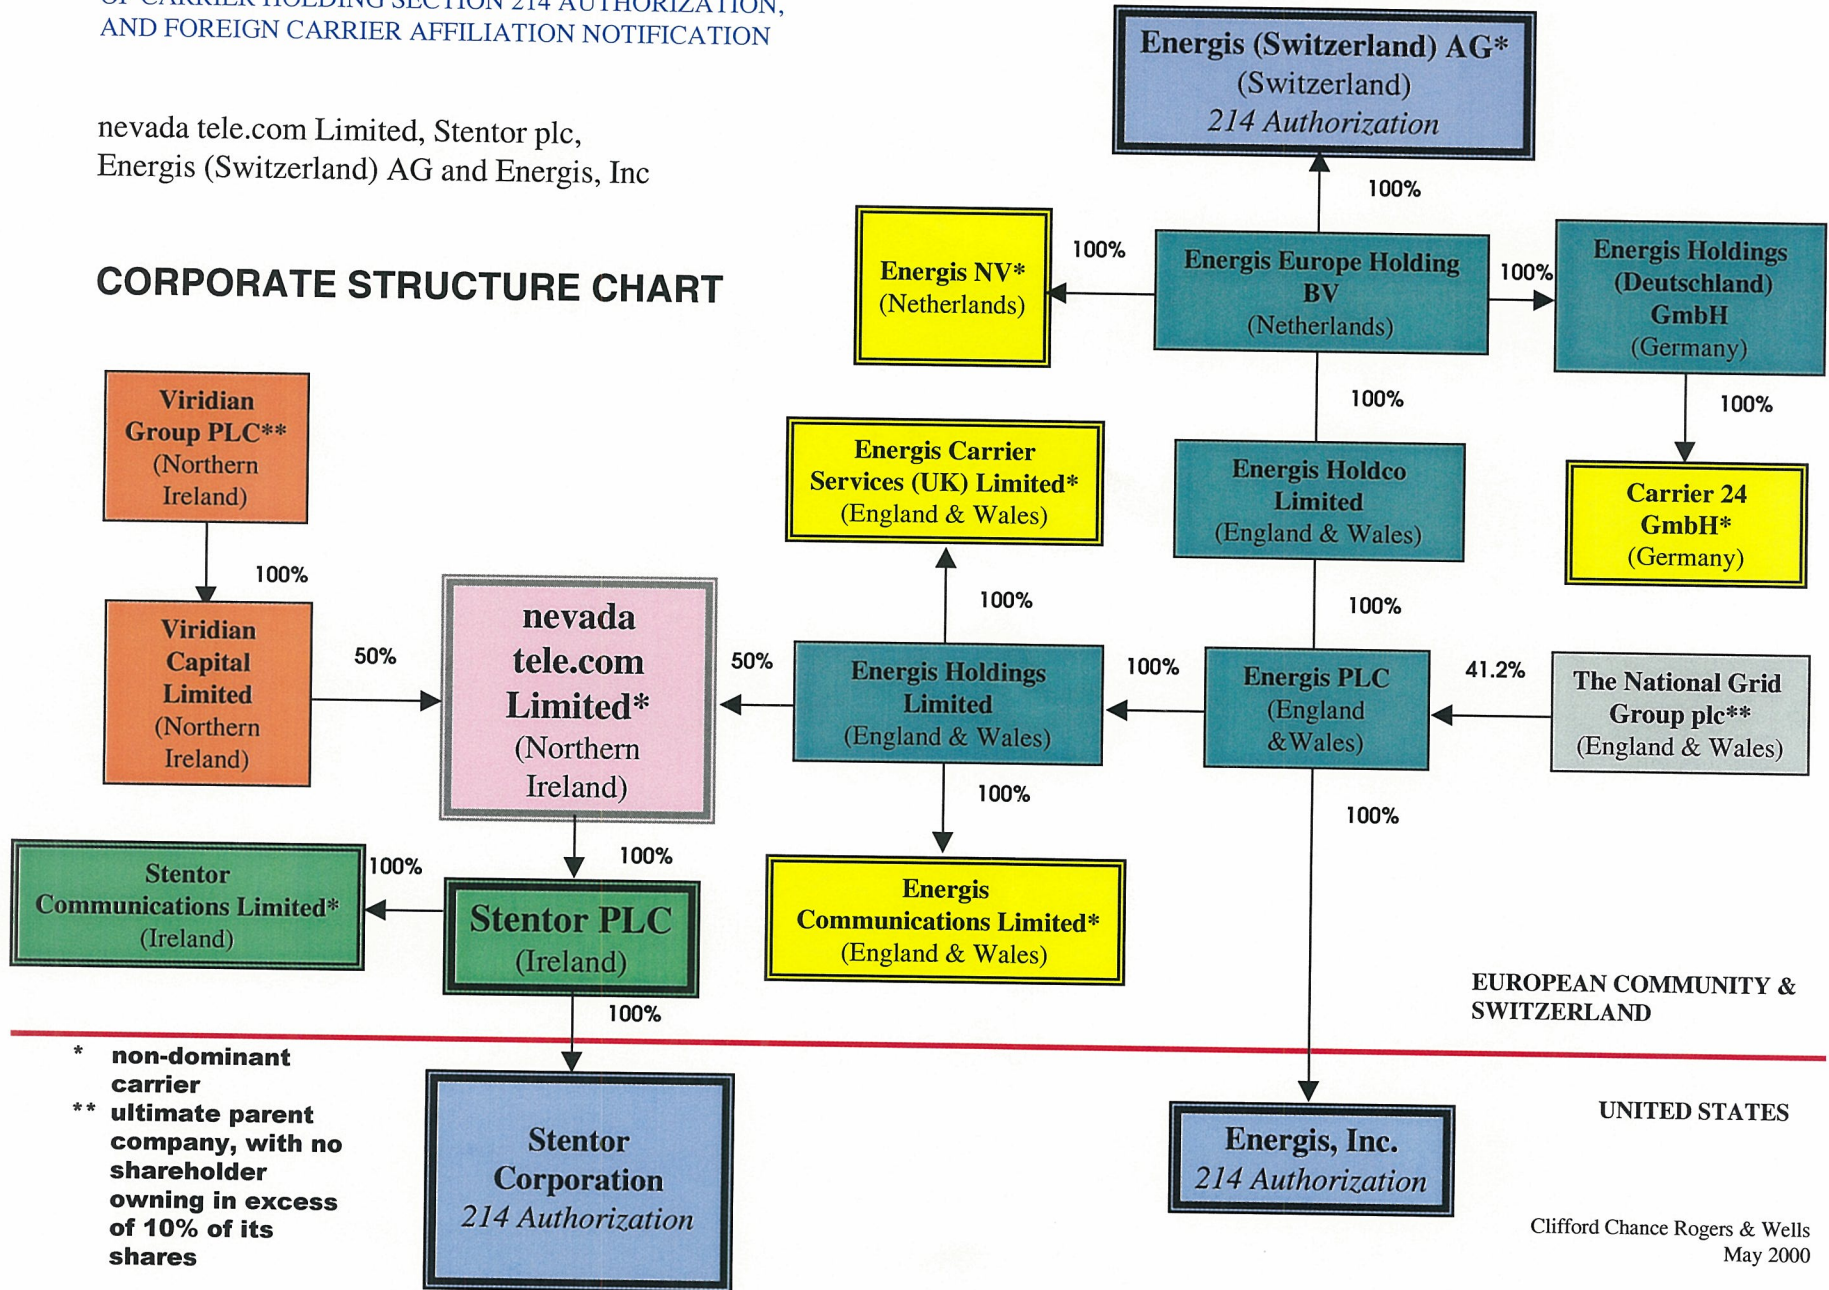 OF CARRIER HOLDING SECTION 214 AUTHORIZATION,
AND FOREIGN CARRIER AFFILIATION NOTIFICATION
nevada tele.com Limited, Stentor plc,
Energis (Switzerland) AG and Energis, Inc
CORPORATE STRUCTURE CHART
Energis (Switzerland) AG*
(Switzerland)
214 Authorization
100%
Energis NV*
(Netherlands)
100%
Energis Europe Holding
BV
(Netherlands)
100%
Energis Holdings
(Deutschland)
GmbH
(Germany)
100%
100%
Viridian
Group PLC**
(Northern
Ireland)
100%
Energis Carrier
Services (UK) Limited*
(England & Wales)
Energis Holdco
Limited
(England & Wales)
Carrier 24
GmbH*
(Germany)
100%
100%
Viridian
Capital
Limited
(Northern
Ireland)
50%
nevada
tele.com
Limited*
(Northern
Ireland)
50%
Energis Holdings
Limited
(England & Wales)
100%
Energis PLC
(England
&Wales)
41.2%
The National Grid
Group plc**
(England & Wales)
100%
100%
100%
Stentor
Communications Limited*
(Ireland)
100%
Stentor PLC
(Ireland)
Energis
Communications Limited*
(England & Wales)
100%
EUROPEAN COMMUNITY &
SWITZERLAND
* non-dominant
carrier
** ultimate parent
company, with no
shareholder
owning in excess
of 10% of its
shares
Stentor
Corporation
214 Authorization
Energis, Inc.
214 Authorization
UNITED STATES
Clifford Chance Rogers & Wells
May 2000